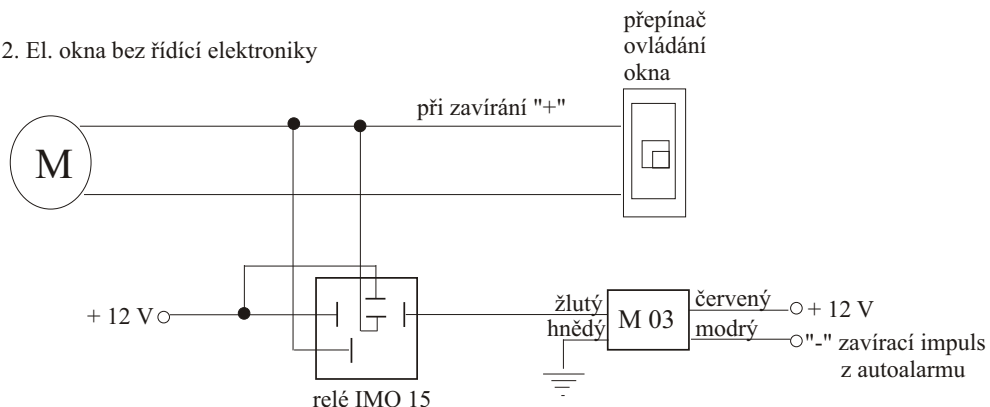 2. El. okna bez řídící elektroniky
přepínač
ovládání
okna
při zavírání "+"
M
+ 12 V
žlutý
hnědý
M 03
červený
modrý
+ 12 V
"-" zavírací impuls
z autoalarmu
relé IMO 15